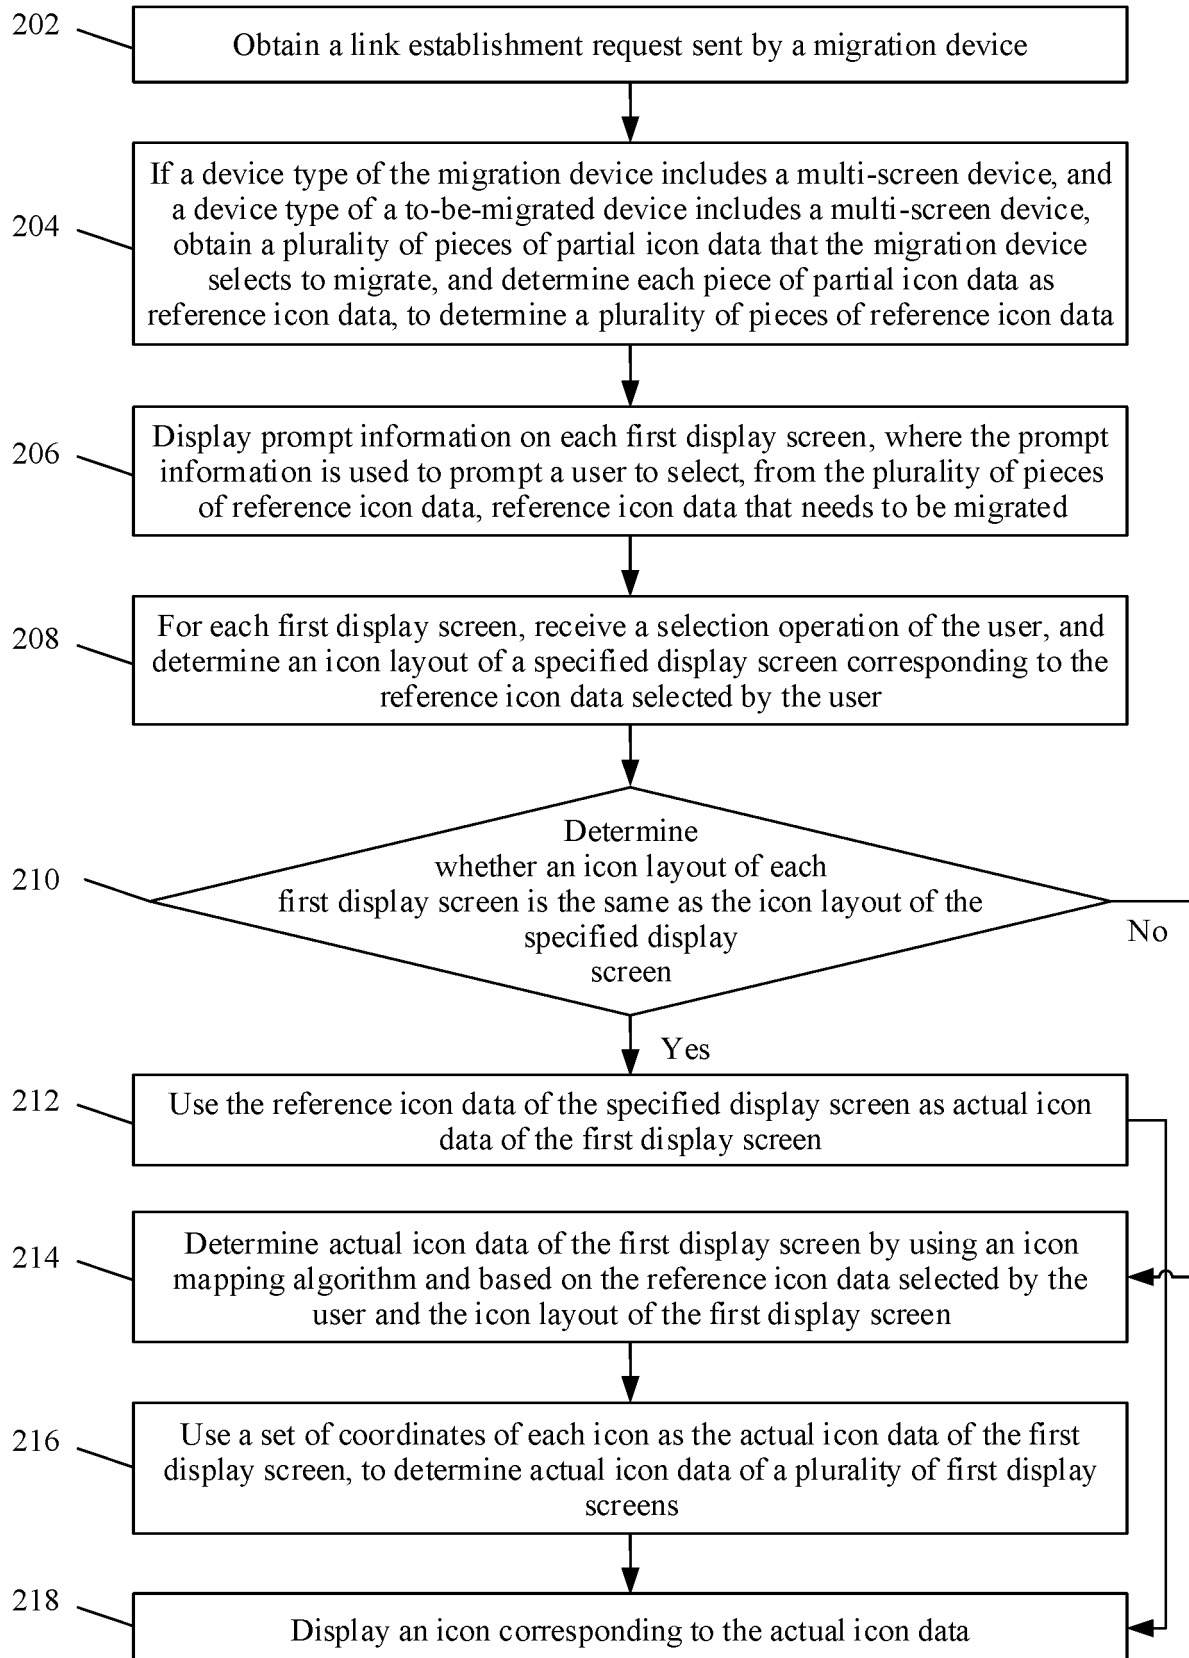 202
Obtain a link establishment request sent by a migration device
204
If a device type of the migration device includes a multi-screen device, and
a device type of a to-be-migrated device includes a multi-screen device,
obtain a plurality of pieces of partial icon data that the migration device
selects to migrate, and determine each piece of partial icon data as
reference icon data, to determine a plurality of pieces of reference icon data
206
Display prompt information on each first display screen, where the prompt
information is used to prompt a user to select, from the plurality of pieces
of reference icon data, reference icon data that needs to be migrated
208
For each first display screen, receive a selection operation of the user, and
determine an icon layout of a specified display screen corresponding to the
reference icon data selected by the user
210
Determine
whether an icon layout of each
first display screen is the same as the icon layout of the
specified display
screen
No
Yes
212
Use the reference icon data of the specified display screen as actual icon
data of the first display screen
214
Determine actual icon data of the first display screen by using an icon
mapping algorithm and based on the reference icon data selected by the
user and the icon layout of the first display screen
216
Use a set of coordinates of each icon as the actual icon data of the first
display screen, to determine actual icon data of a plurality of first display
screens
218
Display an icon corresponding to the actual icon data